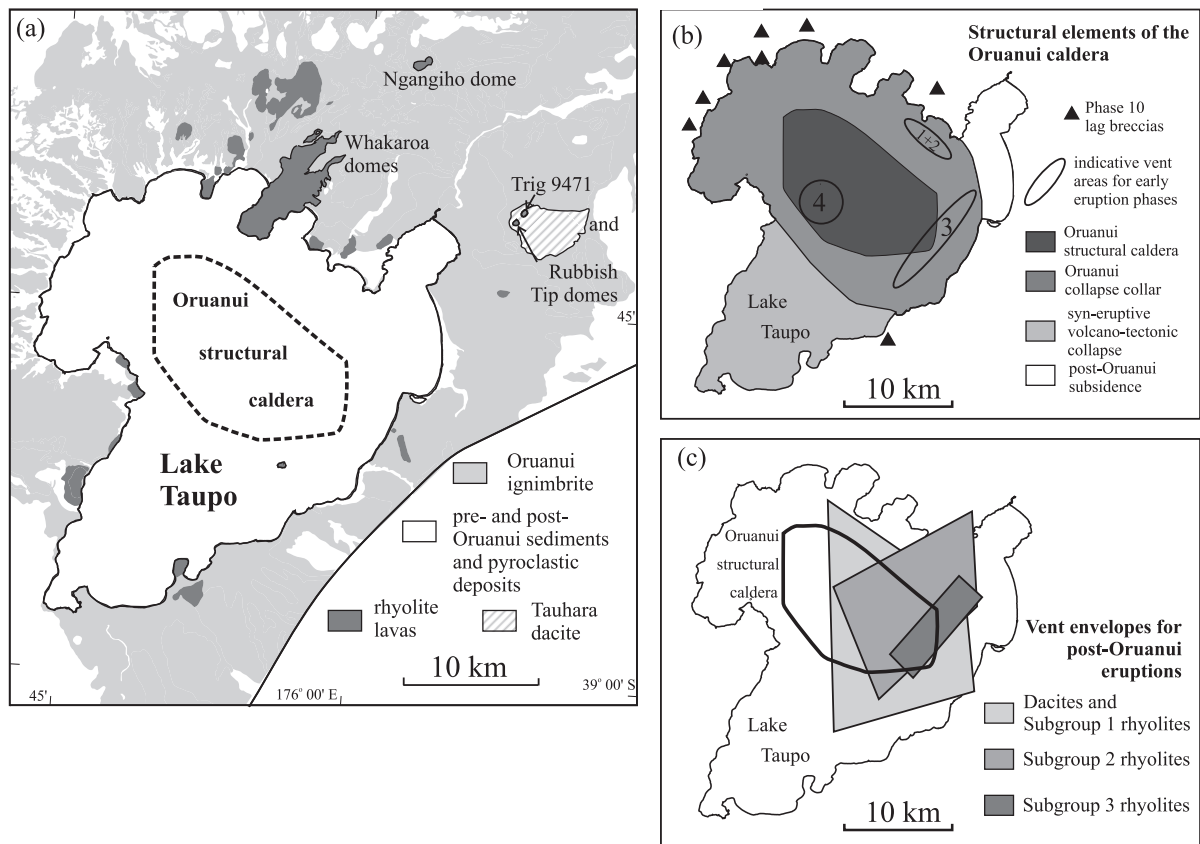 (a)
Ngangiho dome
Whakaroa
domes
Trig 9471
and
Rubbish
Tip domes
45'
Oruanui
structural
caldera
Lake
Taupo
Oruanui
ignimbrite
pre- and post-
Oruanui sediments
and pyroclastic
deposits
rhyolite
lavas
Tauhara
dacite
10 km
45'
176° 00' E
39° 00' S
(b)
Structural elements of the
Oruanui caldera
Phase 10
lag breccias
indicative vent
areas for early
eruption phases
Oruanui
structural caldera
Oruanui
collapse collar
syn-eruptive
volcano-tectonic
collapse
post-Oruanui
subsidence
1+2
3
4
Lake
Taupo
10 km
(c)
Oruanui
structural
caldera
Vent envelopes for
post-Oruanui
eruptions
Dacites and
Subgroup 1 rhyolites
Subgroup 2 rhyolites
Subgroup 3 rhyolites
Lake
Taupo
10 km